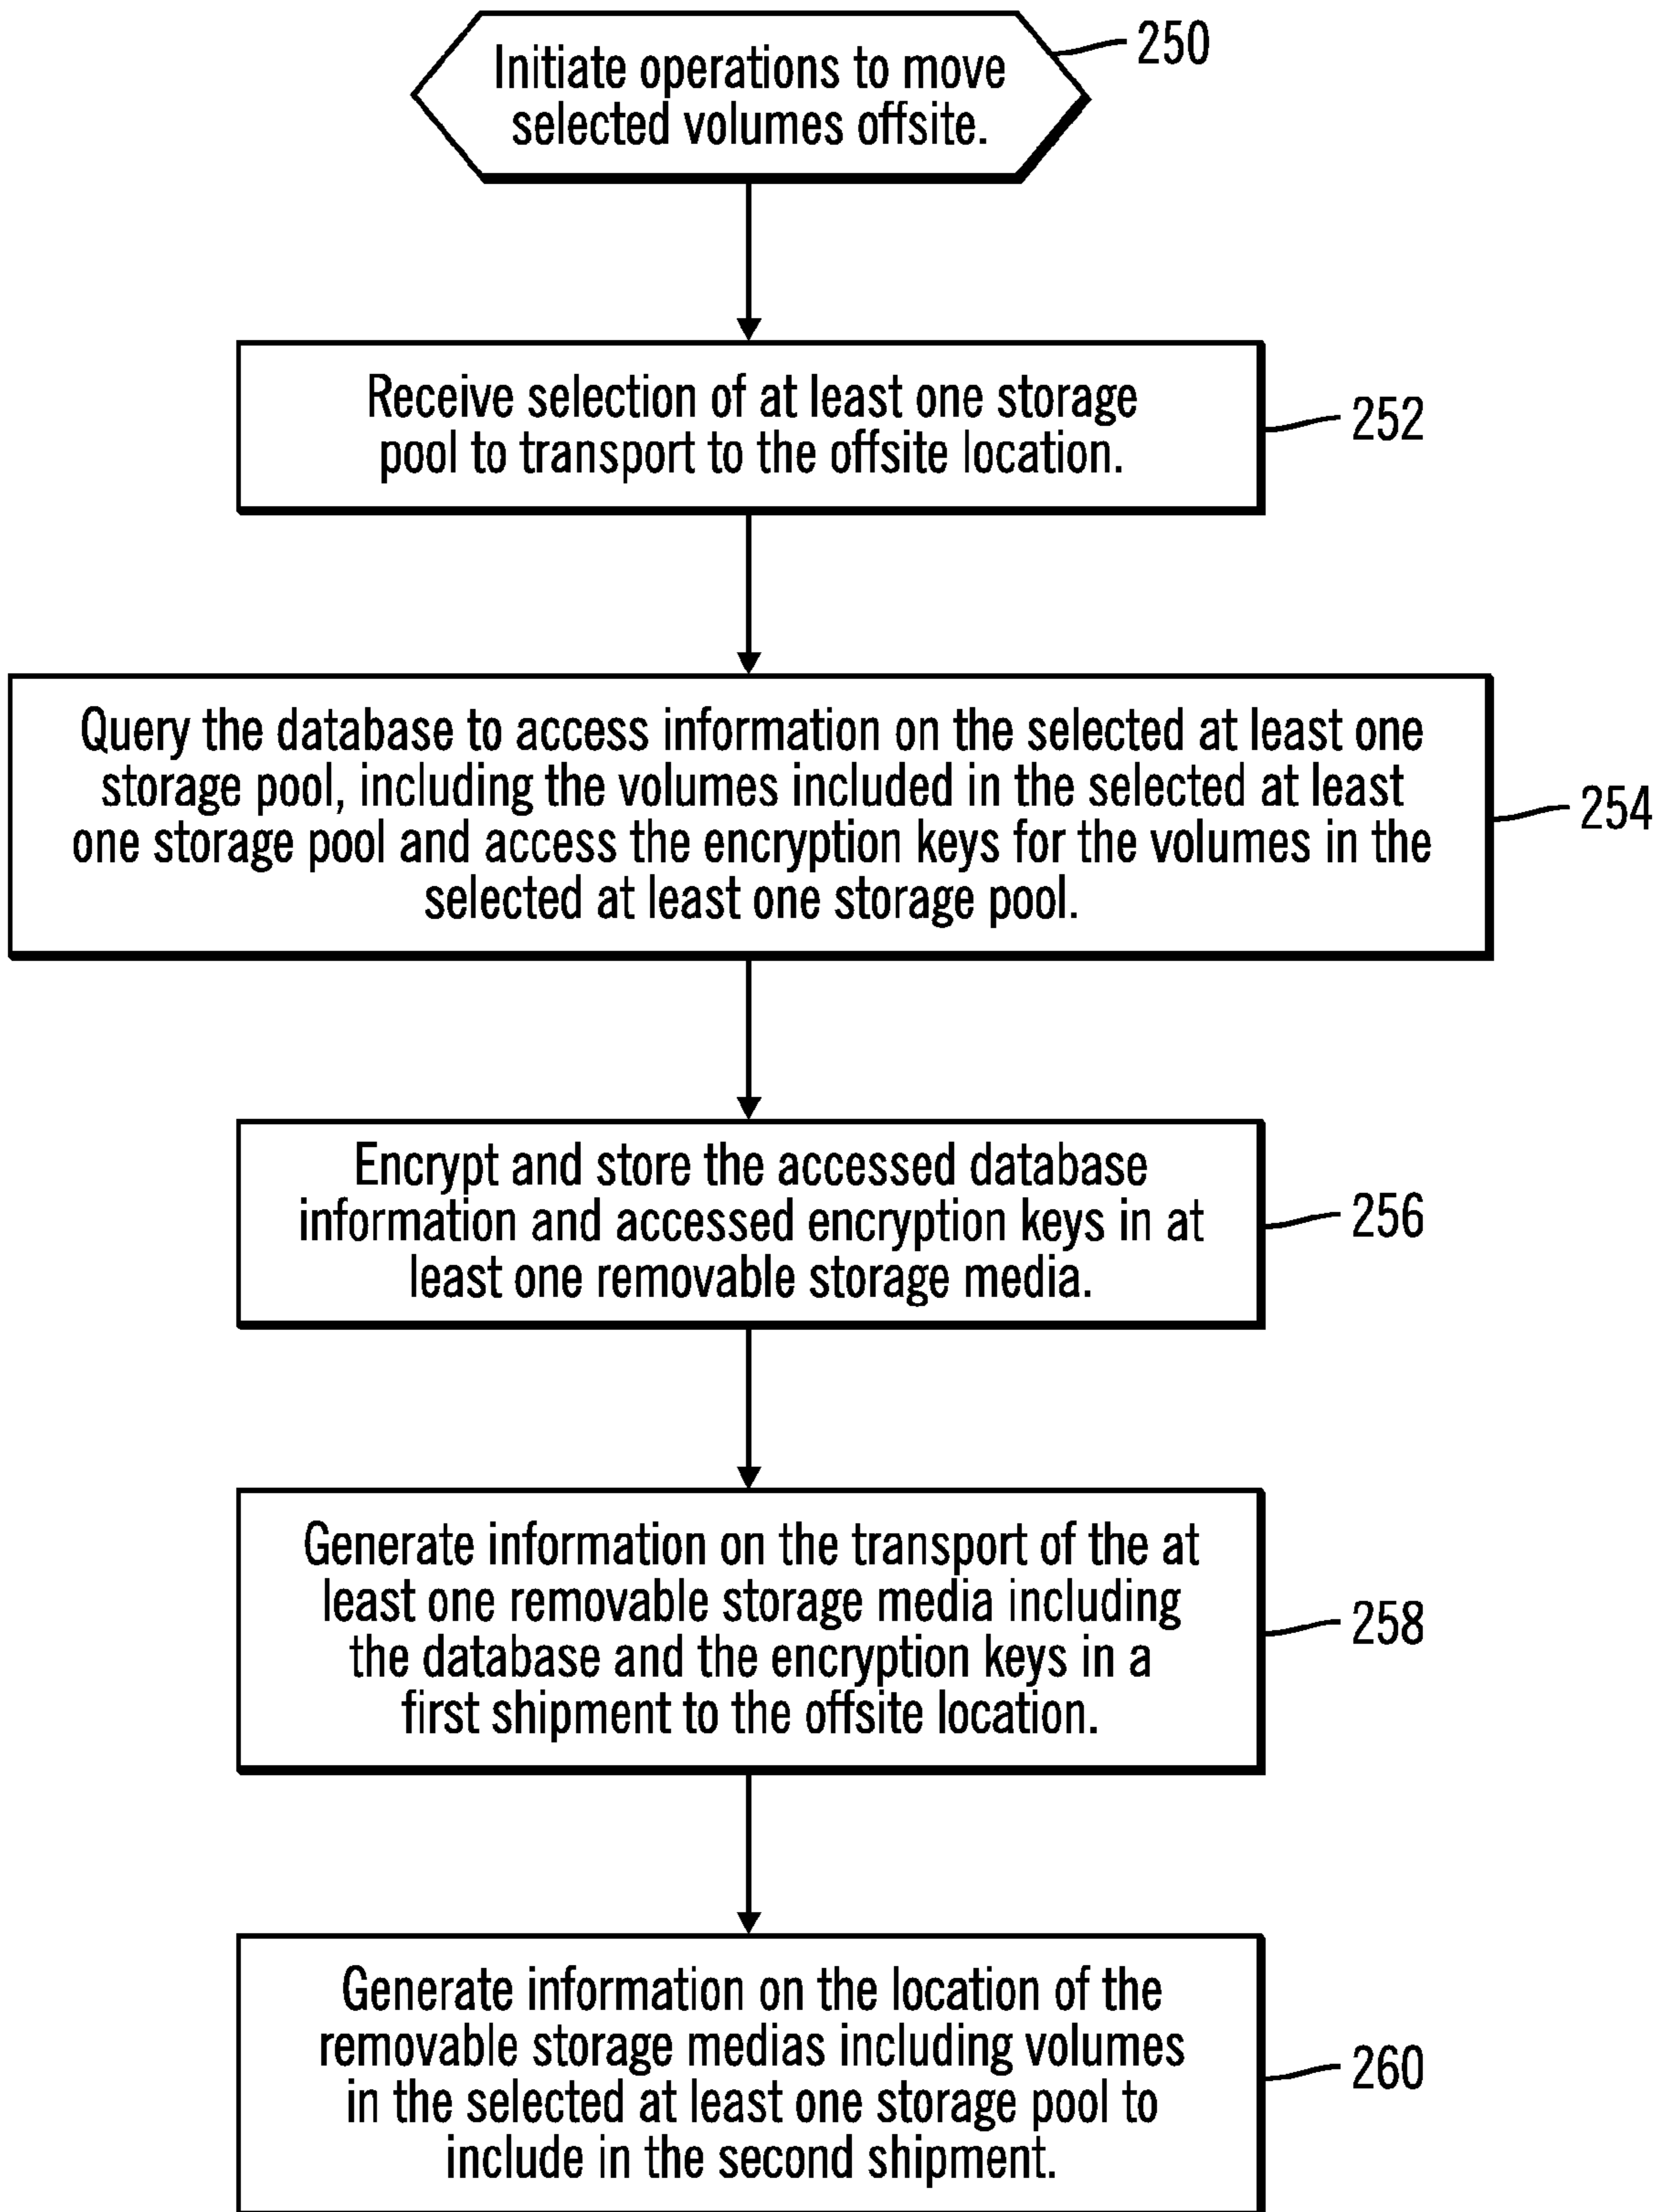 Initiate operations to move
selected volumes offsite.
250
Receive selection of at least one storage
pool to transport to the offsite location.
252
Query the database to access information on the selected at least one
storage pool, including the volumes included in the selected at least
one storage pool and access the encryption keys for the volumes in the
selected at least one storage pool.
254
Encrypt and store the accessed database
information and accessed encryption keys in at
least one removable storage media.
256
Generate information on the transport of the at
least one removable storage media including
the database and the encryption keys in a
first shipment to the offsite location.
258
Generate information on the location of the
removable storage medias including volumes
in the selected at least one storage pool to
include in the second shipment.
260